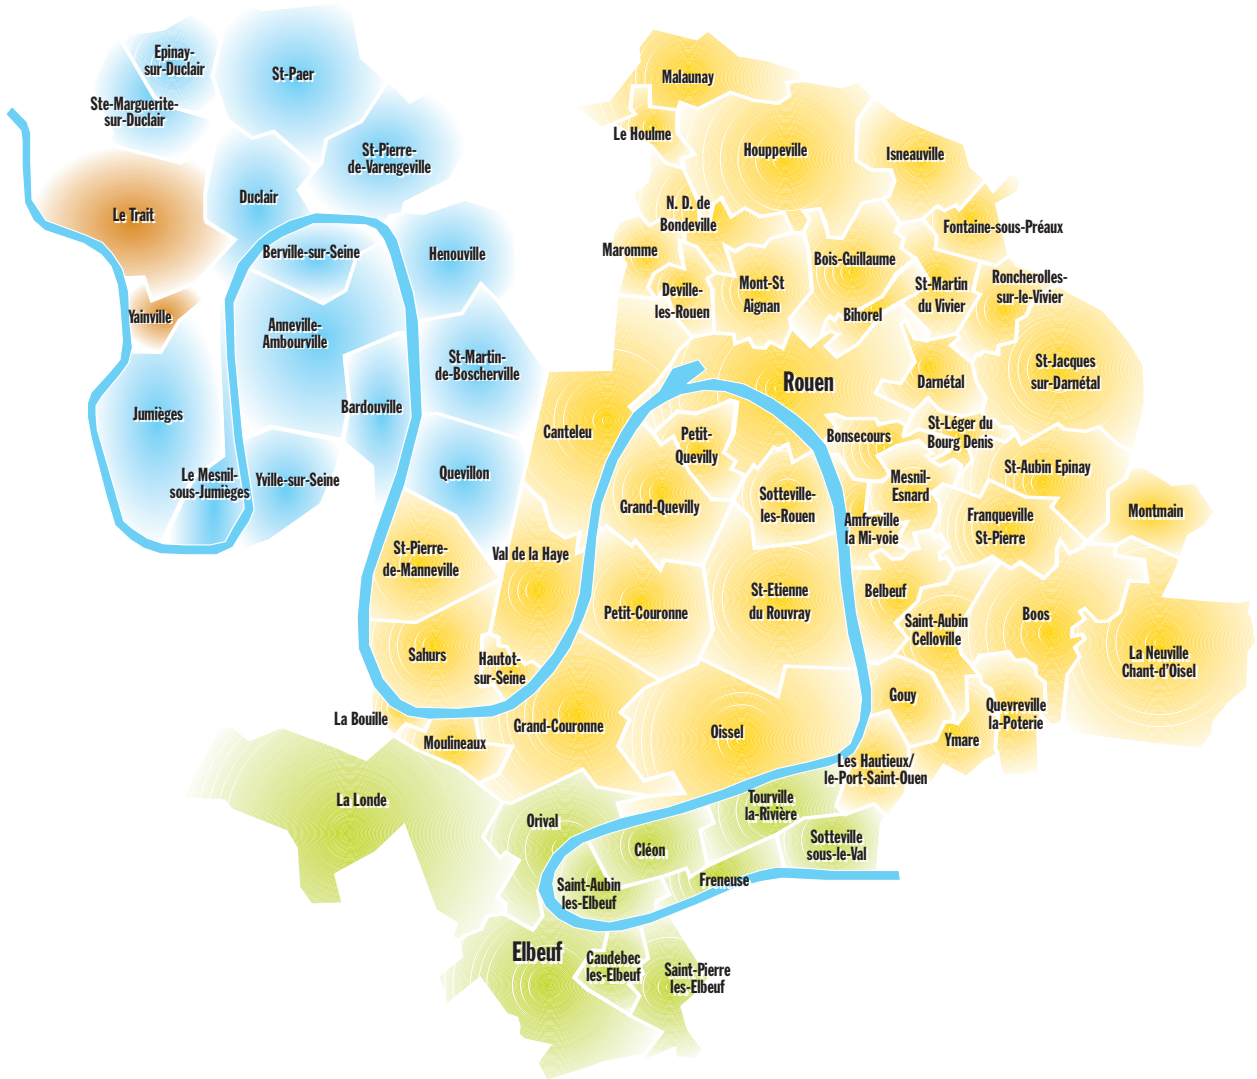 Epinay-
sur-Duclair
St-Paer
Ste-Marguerite-
sur-Duclair
St-Pierre-
de-Varengeville
Le Trait
Duclair
Berville-sur-Seine
Henouville
Yainville
Anneville-
Ambourville
St-Martin-
de-Boscherville
Jumièges
Bardouville
Le Mesnil-
sous-Jumièges
Yville-sur-Seine
Quevillon
Malaunay
Le Houlme
Houppeville
Isneauville
N. D. de
Bondeville
Fontaine-sous-Préaux
Maromme
Bois-Guillaume
Deville-
les-Rouen
Mont-St
Aignan
St-Martin
du Vivier
Roncherolles-
sur-le-Vivier
Bihorel
Rouen
Darnétal
St-Jacques
sur-Darnétal
Canteleu
Petit-
Quevilly
Bonsecours
St-Léger du
Bourg Denis
St-Aubin Epinay
Mesnil-
Esnard
Grand-Quevilly
Sotteville-
les-Rouen
Amfreville
la Mi-voie
Franqueville
St-Pierre
Montmain
St-Pierre-
de-Manneville
Val de la Haye
Petit-Couronne
St-Etienne
du Rouvray
Belbeuf
Saint-Aubin
Celloville
Boos
La Neuville
Chant-d'Oisel
Sahurs
Hautot-
sur-Seine
Gouy
Quevreville
la-Poterie
La Bouille
Moulineaux
Grand-Couronne
Oissel
Ymare
Les Hautieux/
le-Port-Saint-Ouen
La Londe
Orival
Tourville
la-Rivière
Cléon
Sotteville
sous-le-Val
Saint-Aubin
les-Elbeuf
Freneuse
Elbeuf
Caudebec
les-Elbeuf
Saint-Pierre
les-Elbeuf